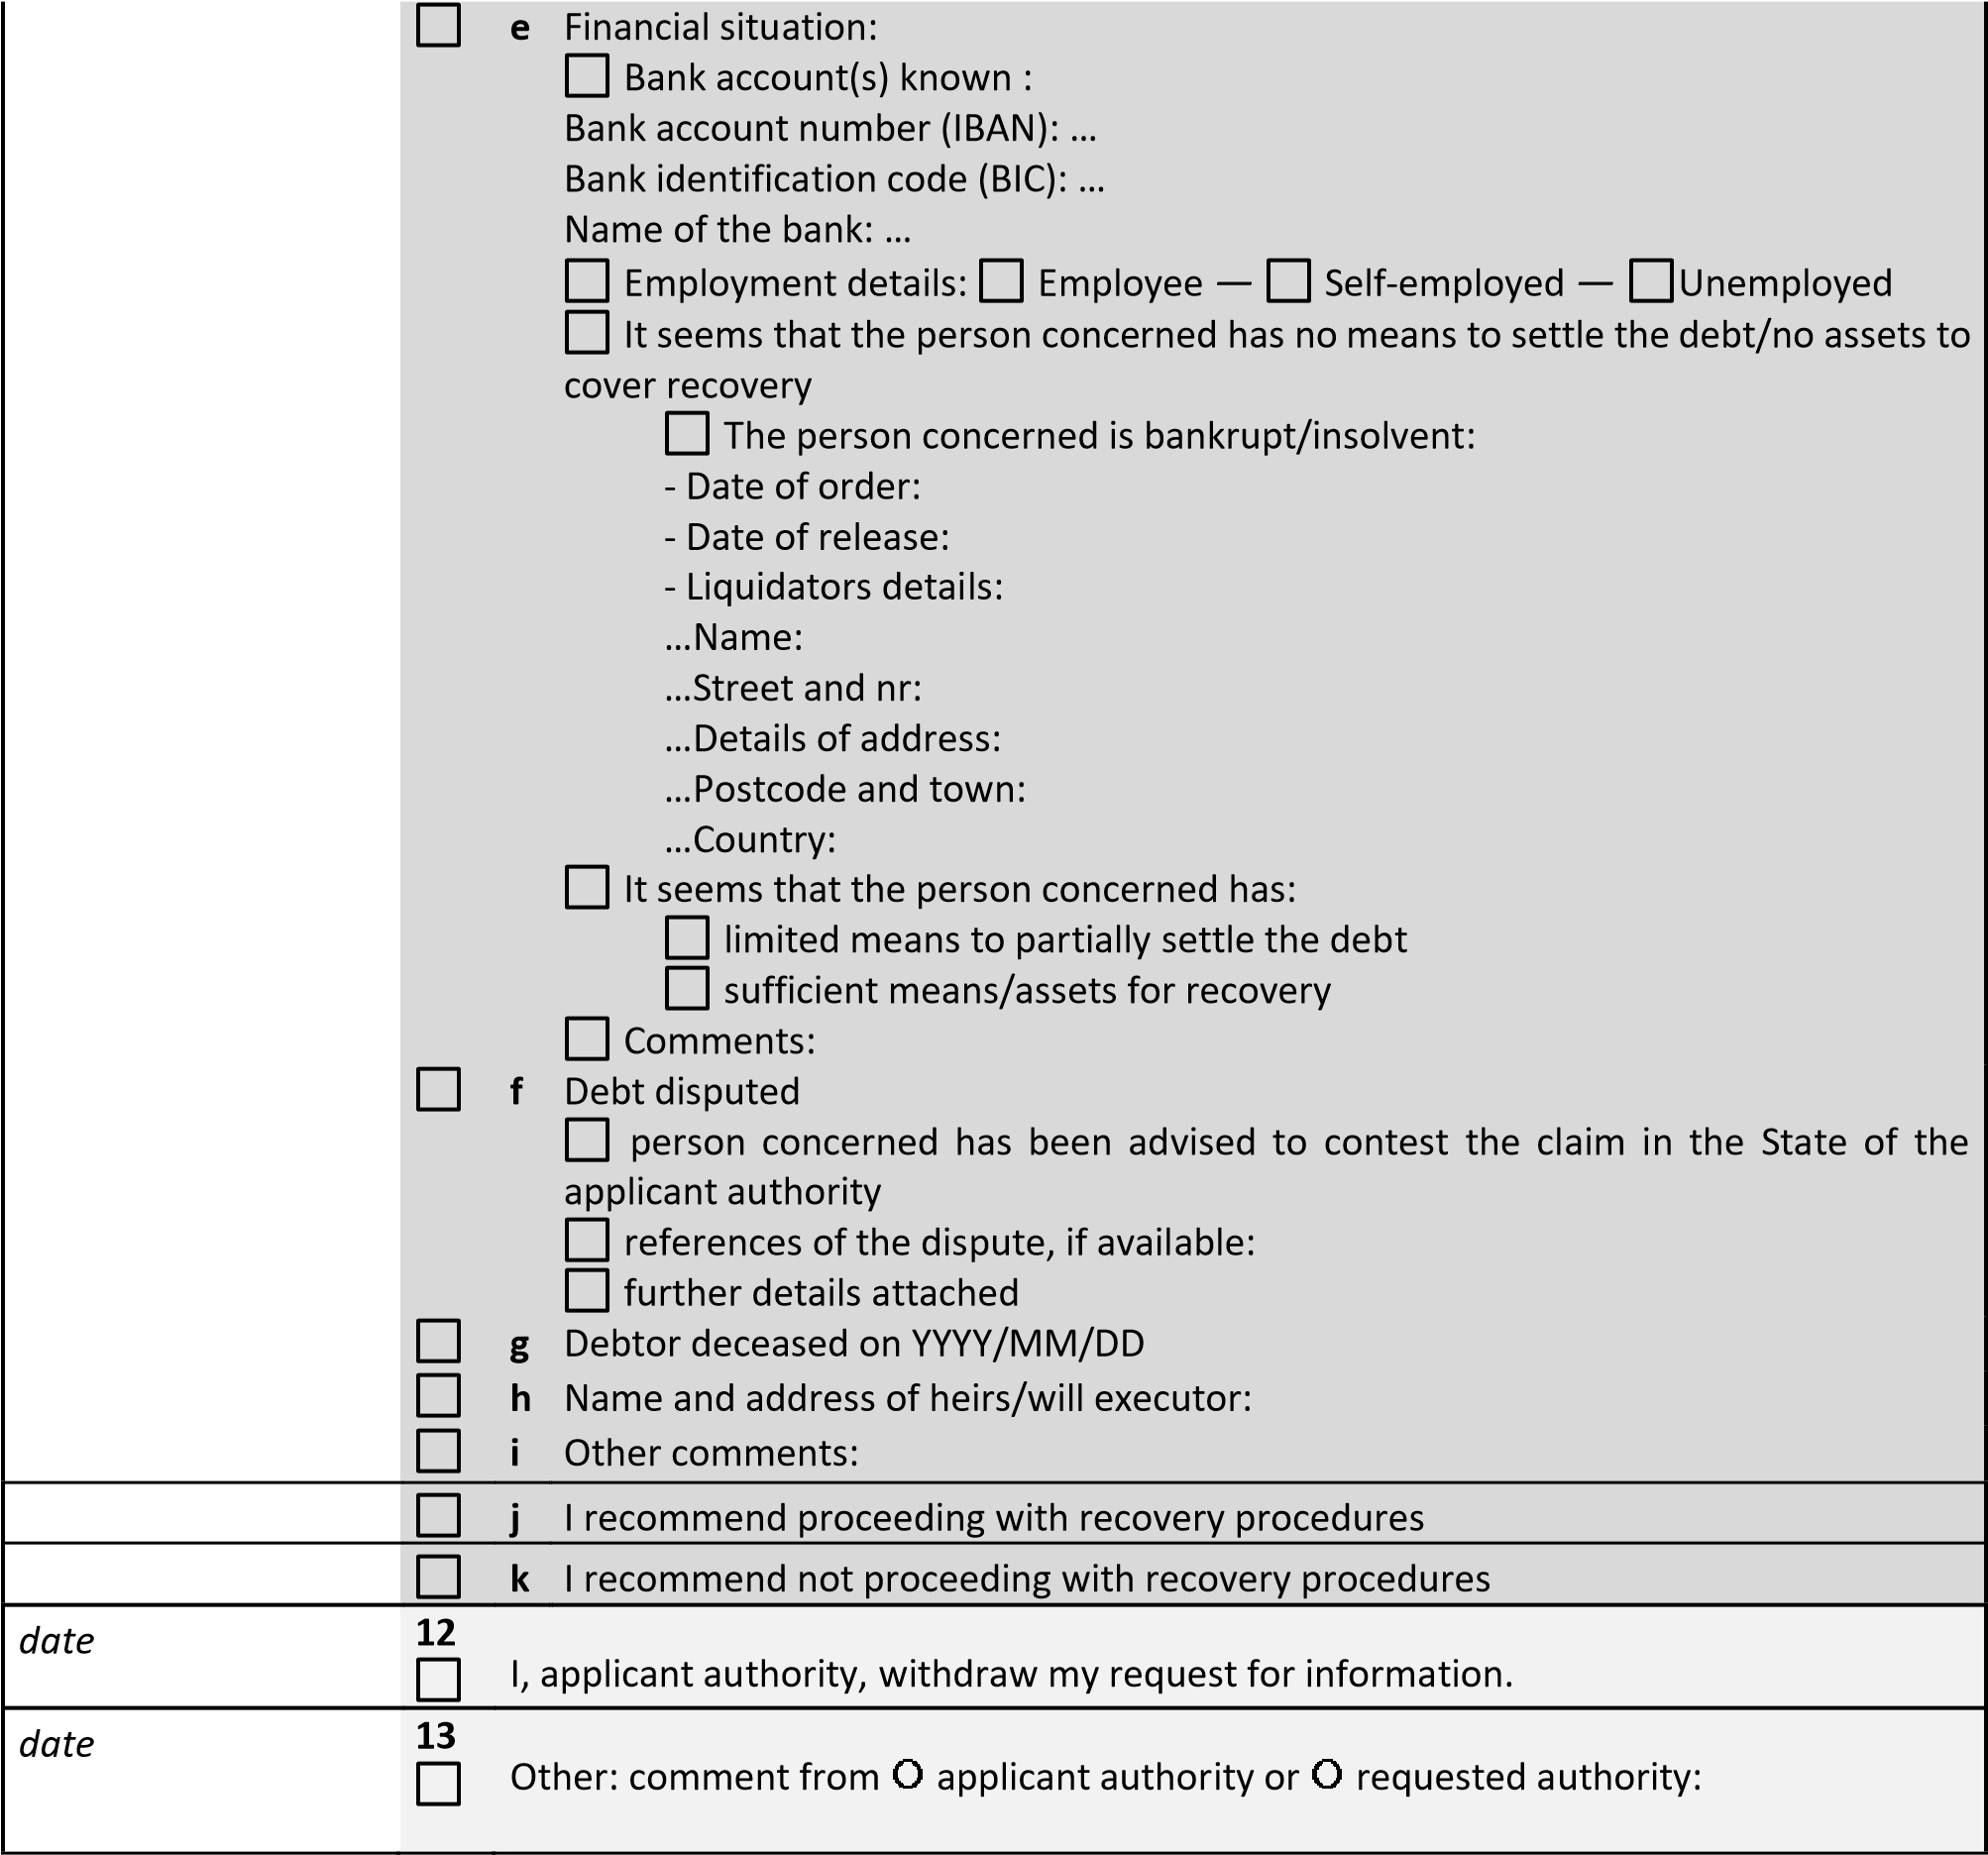 ☐ e Financial situation:
☐ Bank account(s) known :
Bank account number (IBAN): ...
Bank identification code (BIC): ...
Name of the bank: ...
☐ Employment details: ☐ Employee — ☐ Self-employed — ☐ Unemployed
☐ It seems that the person concerned has no means to settle the debt/no assets to
cover recovery
☐ The person concerned is bankrupt/insolvent:
- Date of order:
- Date of release:
- Liquidators details:
...Name:
...Street and nr:
...Details of address:
...Postcode and town:
...Country:
☐ It seems that the person concerned has:
☐ limited means to partially settle the debt
☐ sufficient means/assets for recovery
☐ Comments:
☐ f Debt disputed
☐ person concerned has been advised to contest the claim in the State of the
applicant authority
☐ references of the dispute, if available:
☐ further details attached
☐ g Debtor deceased on YYYY/MM/DD
☐ h Name and address of heirs/will executor:
☐ i Other comments:
☐ j I recommend proceeding with recovery procedures
☐ k I recommend not proceeding with recovery procedures
date 12
☐ I, applicant authority, withdraw my request for information.
date 13
☐ Other: comment from O applicant authority or O requested authority: